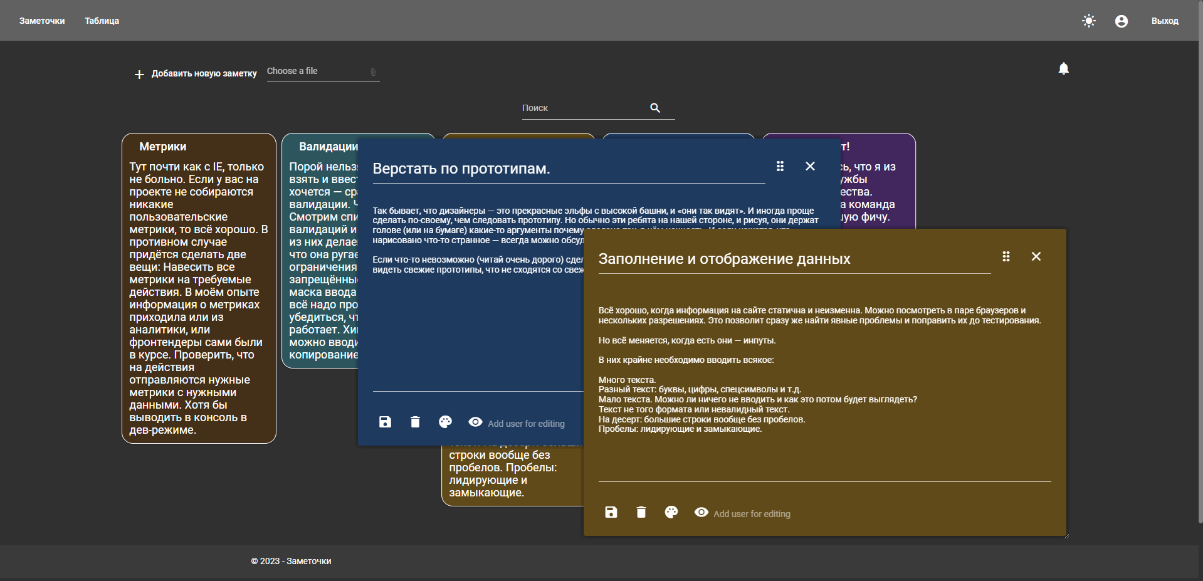 Заметочки
Таблица
Выход
Добавить новую заметку
Choose a file
Поиск
Метрики
Тут почти как с IE, только
не больно. Если у вас на
проекте не собираются
никакие
пользовательские
метрики, то всё хорошо. В
противном случае
придётся сделать две
вещи: Навесить все
метрики на требуемые
действия. В моём опыте
информация о метриках
приходила или из
аналитики, или
фронтендеры сами были
в курсе. Проверить, что
на действия
отправляются нужные
метрики с нужными
данными. Хотя бы
выводить в консоль в
дев-режиме.
Валидации
Порой нельзя
взять и ввест
хочется — ср
валидации. Ч
Смотрим спи
валидаций и
из них делае
что она ругае
ограничения
запрещённы
маска ввода
всё надо про
убедиться, чт
работает. Хи
можно вводи
копирование
Верстать по прототипам.
Так бывает, что дизайнеры — это прекрасные эльфы с высокой башни, и «они так видят». И иногда проще
сделать по-своему, чем следовать прототипу. Но обычно эти ребята на нашей стороне, и рисуя, они держат
голове (или на бумаге) какие-то аргументы почему
нарисовано что-то странное — всегда можно обсуд
Если что-то невозможно (читай очень дорого) сдел
видеть свежие прототипы, что не сходятся со свеж
Add user for editing
т!
сь, что я из
ужбы
ества.
а команда
ую фичу.
Заполнение и отображение данных
Всё хорошо, когда информация на сайте статична и неизменна. Можно посмотреть в паре браузеров и
нескольких разрешениях. Это позволит сразу же найти явные проблемы и поправить их до тестирования.
Но всё меняется, когда есть они — инпуты.
В них крайне необходимо вводить всякое:
Много текста.
Разный текст: буквы, цифры, спецсимволы и т.д.
Мало текста. Можно ли ничего не вводить и как это потом будет выглядеть?
Текст не того формата или невалидный текст.
На десерт: большие строки вообще без пробелов.
Пробелы: лидирующие и замыкающие.
Add user for editing
строки вообще без
пробелов. Пробелы:
лидирующие и
замыкающие.
© 2023 - Заметочки